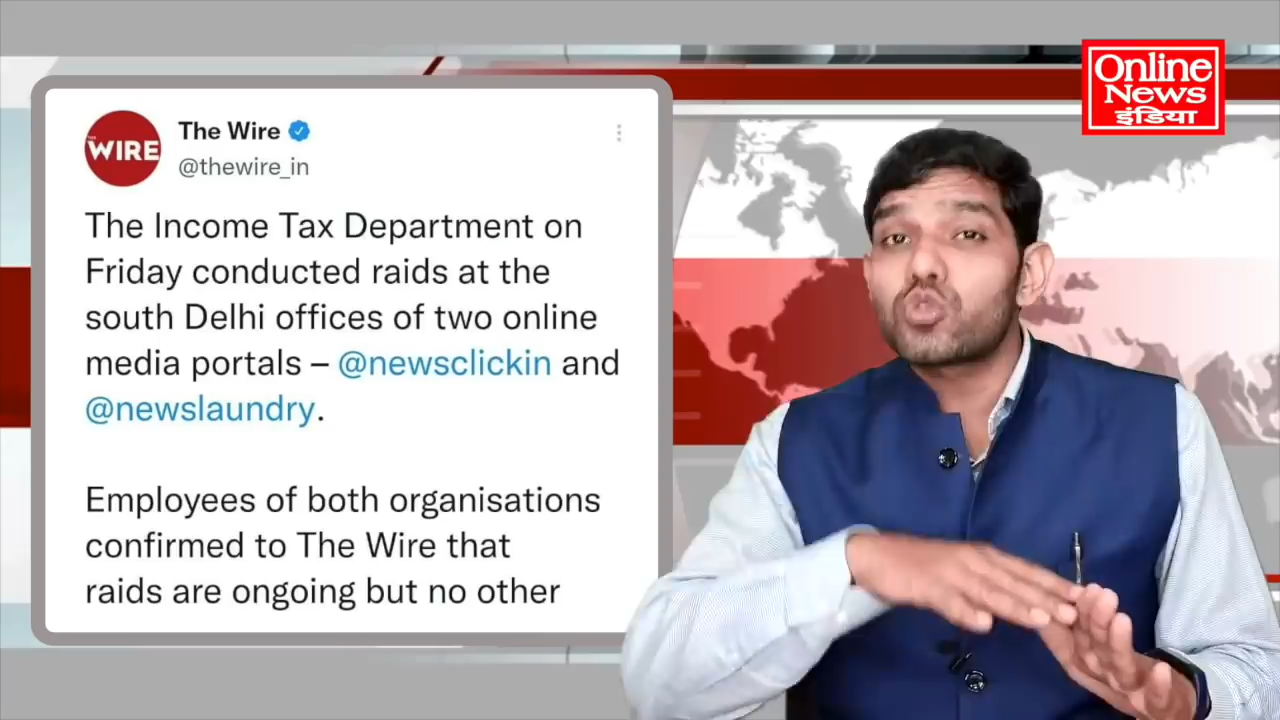 Online
News
इंडिया
THE
WIRE
The Wire
@thewire_in
The Income Tax Department on
Friday conducted raids at the
south Delhi offices of two online
media portals – @newsclickin and
@newslaundry.
Employees of both organisations
confirmed to The Wire that
raids are ongoing but no other